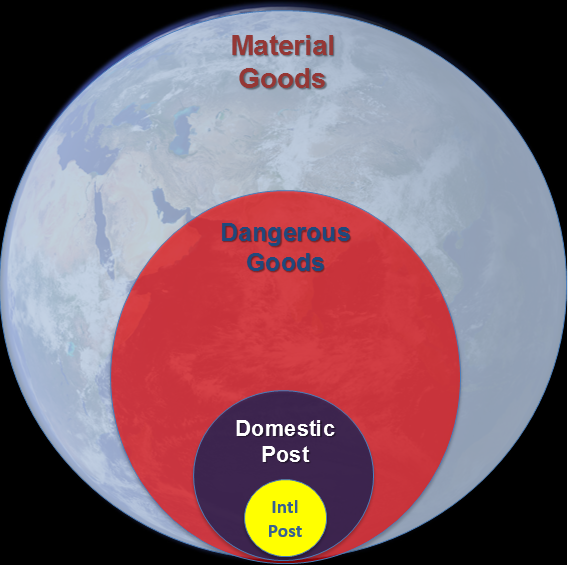 Material
Goods
Dangerous
Goods
Domestic
Post
Intl
Post